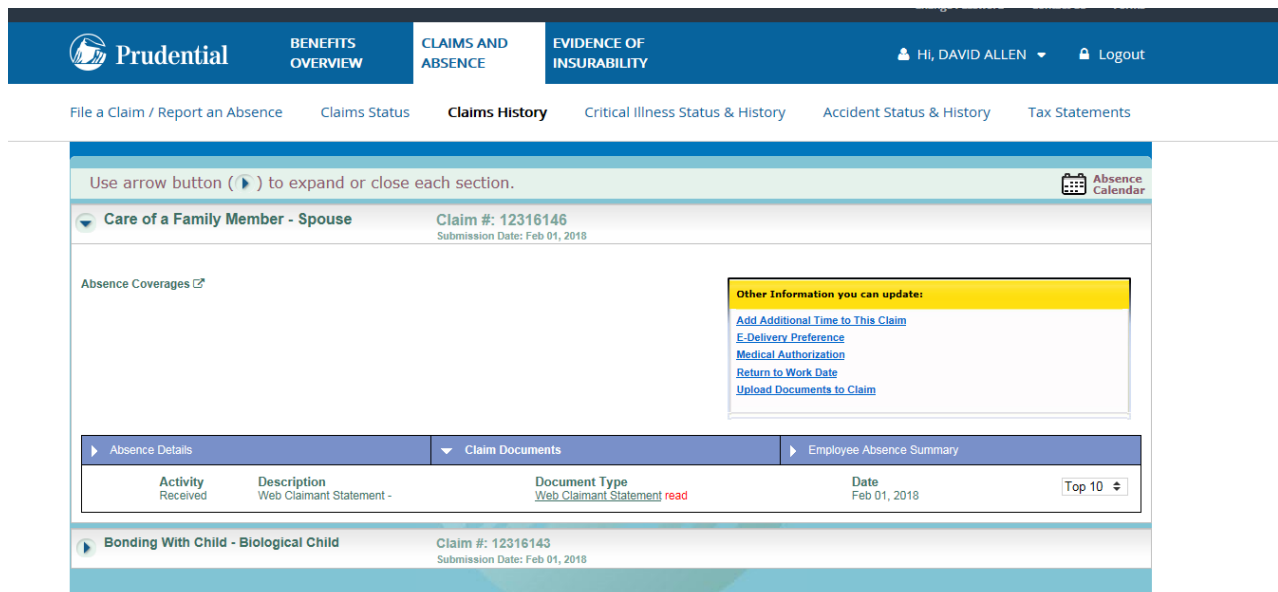 Prudential
BENEFITS
OVERVIEW
CLAIMS AND
ABSENCE
EVIDENCE OF
INSURABILITY
Hi, DAVID ALLEN
Logout
File a Claim / Report an Absence
Claims Status
Claims History
Critical Illness Status & History
Accident Status & History
Tax Statements
Use arrow button ( ) to expand or close each section.
Absence
Calendar
Care of a Family Member - Spouse
Claim #: 12316146
Submission Date: Feb 01, 2018
Absence Coverages
Other Information you can update:
Add Additional Time to This Claim
E-Delivery Preference
Medical Authorization
Return to Work Date
Upload Documents to Claim
Absence Details
Claim Documents
Employee Absence Summary
Activity
Received
Description
Web Claimant Statement -
Document Type
Web Claimant Statement read
Date
Feb 01, 2018
Top 10
Bonding With Child - Biological Child
Claim #: 12316143
Submission Date: Feb 01, 2018